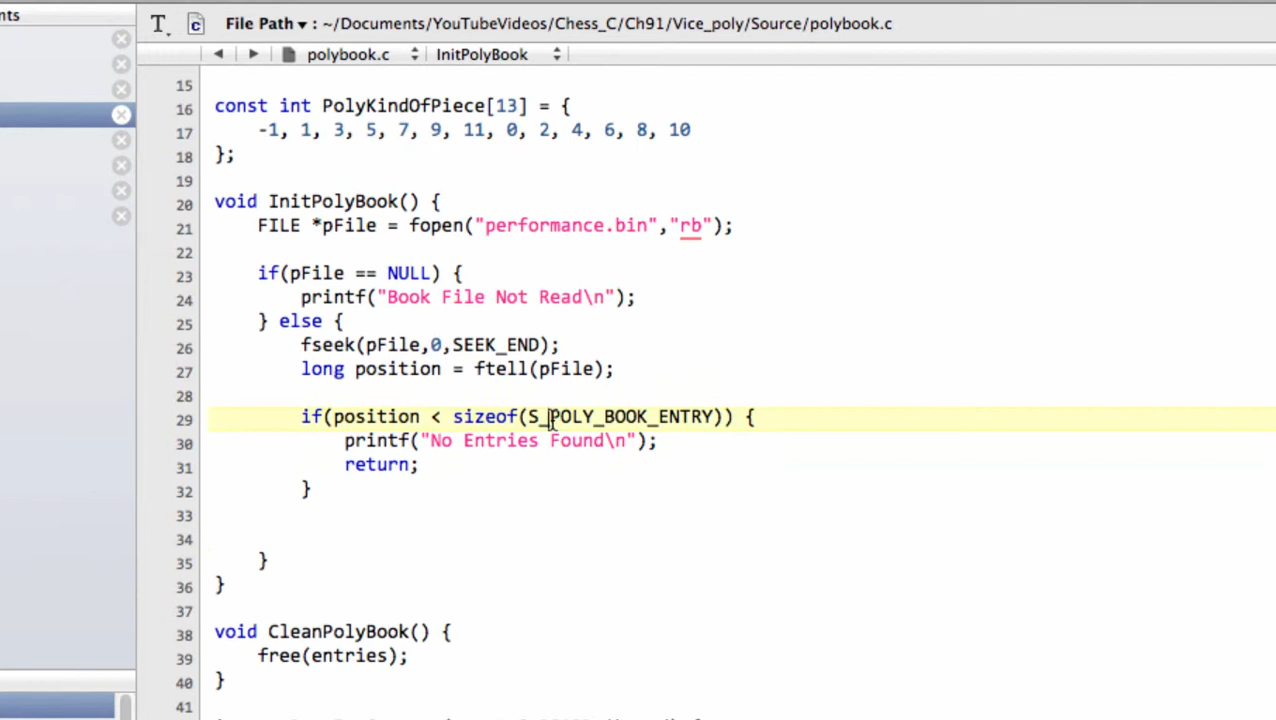 nts
File Path ▾ : ~/Documents/YouTubeVideos/Chess_C/Ch91/Vice_poly/Source/polybook.c
polybook.c InitPolyBook
15
16 const int PolyKindOfPiece[13] = {
17 -1, 1, 3, 5, 7, 9, 11, 0, 2, 4, 6, 8, 10
18 };
19
20 void InitPolyBook() {
21 FILE *pFile = fopen("performance.bin","rb");
22
23 if(pFile == NULL) {
24 printf("Book File Not Read\n");
25 } else {
26 fseek(pFile,0,SEEK_END);
27 long position = ftell(pFile);
28
29 if(position < sizeof(S_POLY_BOOK_ENTRY)) {
30 printf("No Entries Found\n");
31 return;
32 }
33
34
35 }
36 }
37
38 void CleanPolyBook() {
39 free(entries);
40 }
41